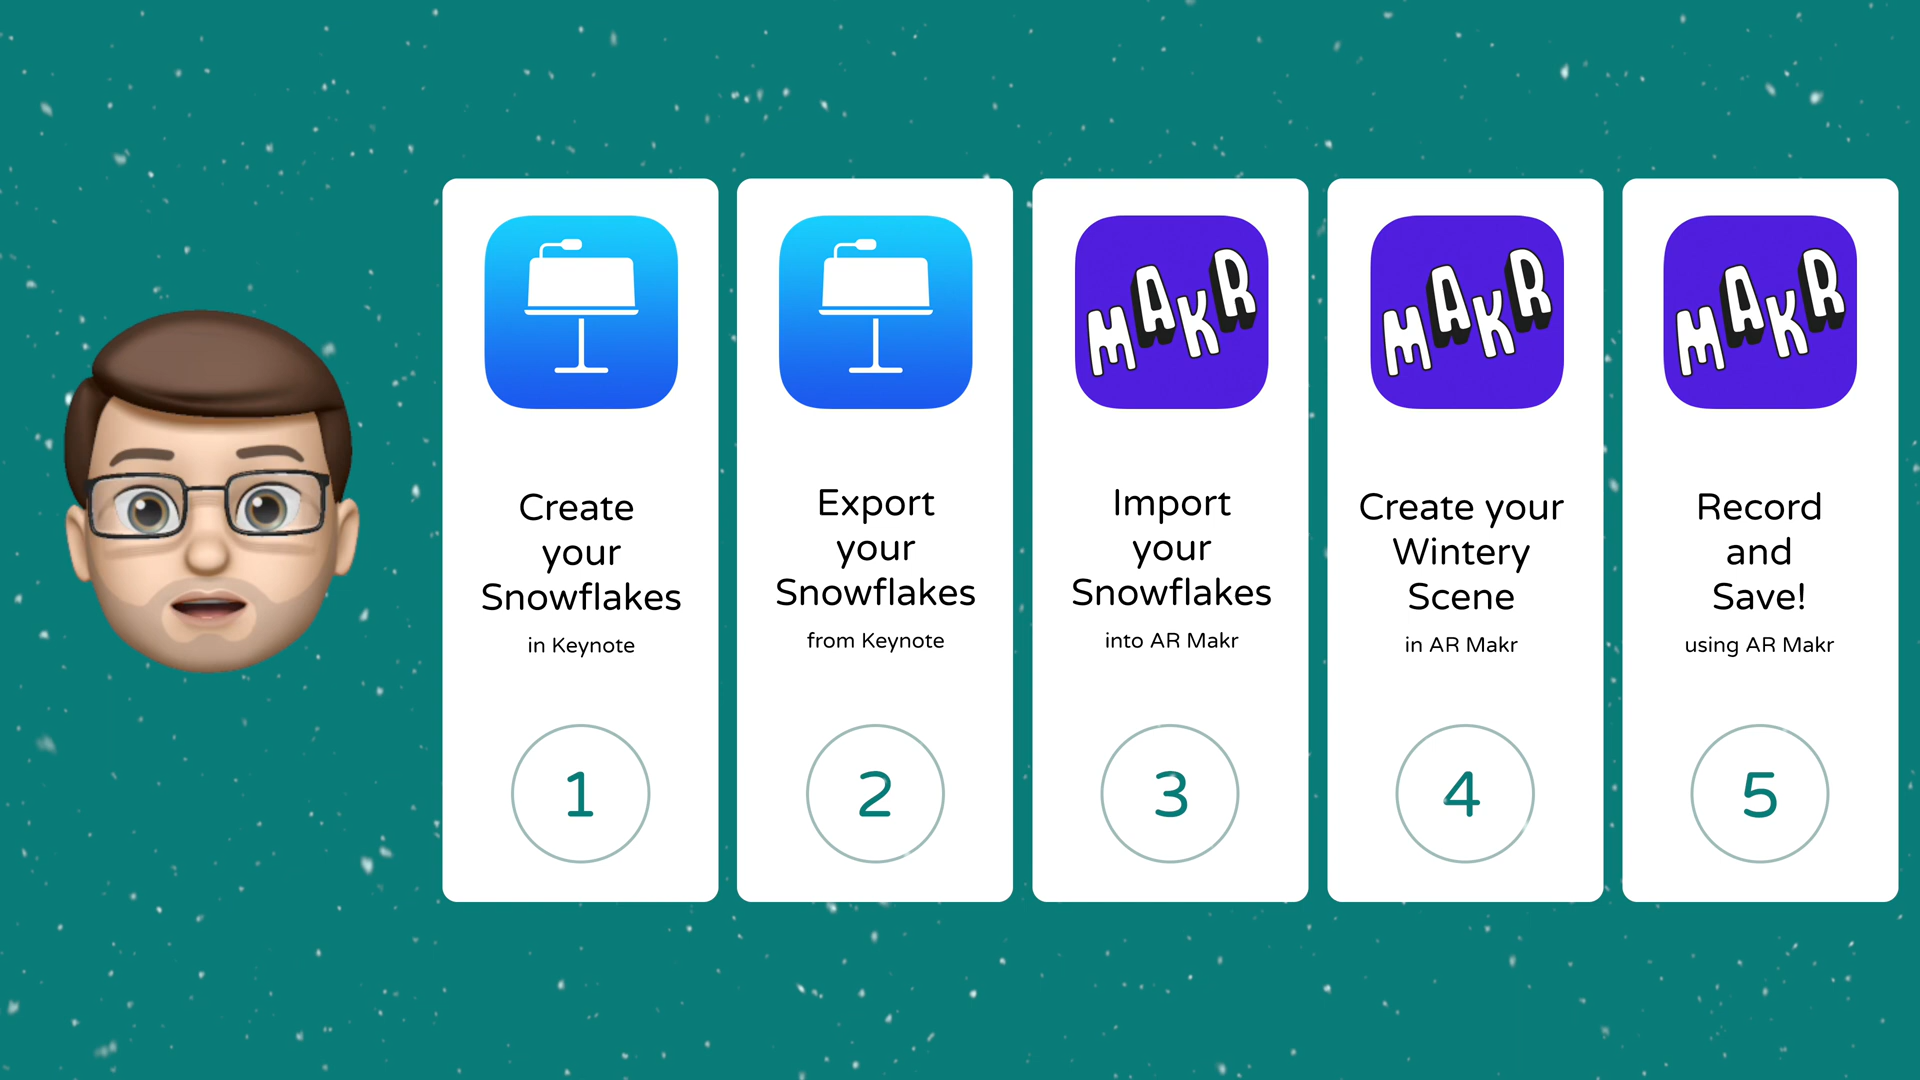 MAKR
MAKR
MAKR
Create
your
Snowflakes
in Keynote
1
Export
your
Snowflakes
from Keynote
2
Import
your
Snowflakes
into AR Makr
3
Create your
Wintery
Scene
in AR Makr
4
Record
and
Save!
using AR Makr
5